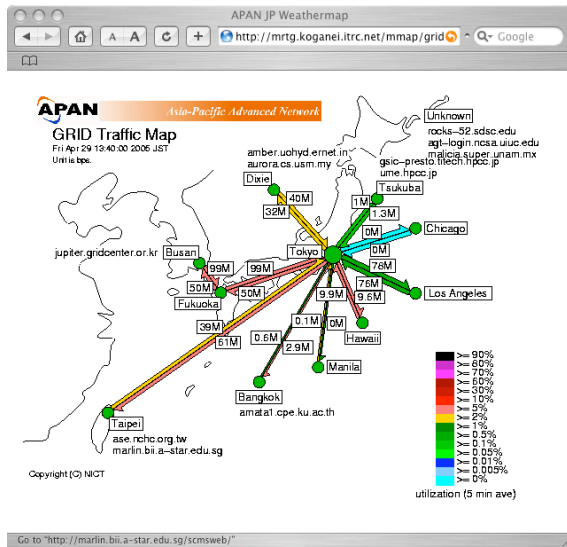 APAN JP Weathermap
A A
http://mrtg.koganei.itrc.net/mmap/grid
Q- Google
APAN
Asia-Pacific Advanced Network
GRID Traffic Map
Fri Apr 29 13:40:00 2005 JST
Unit is bps.
Unknown
rocks-52.sdsc.edu
agt-login.ncsa.uiuc.edu
malicia.super.unam.mx
amber.uohyd.ernet.in
aurora.cs.usm.my
gsic-presto.titech.hpcc.jp
ume.hpcc.jp
Dixie
Tsukuba
40M
32M
1M
1.3M
0M
Chicago
jupiter.gridcenter.or.kr
Busan
Tokyo
0M
99M
99M
78M
50M
50M
76M
Los Angeles
Fukuoka
9.9M
9.6M
39M
61M
0.1M
0M
Hawaii
0.6M
2.9M
Manila
Bangkok
amata1.cpe.ku.ac.th
Taipei
ase.nchc.org.tw
marlin.bii.a-star.edu.sg
>= 90%
>= 80%
>= 70%
>= 60%
>= 30%
>= 10%
>= 5%
>= 2%
>= 1%
>= 0.5%
>= 0.1%
>= 0.05%
>= 0.01%
>= 0.005%
>= 0%
utilization (5 min ave)
Copyright (C) NICT
Go to "http://marlin.bii.a-star.edu.sg/scmsweb/"